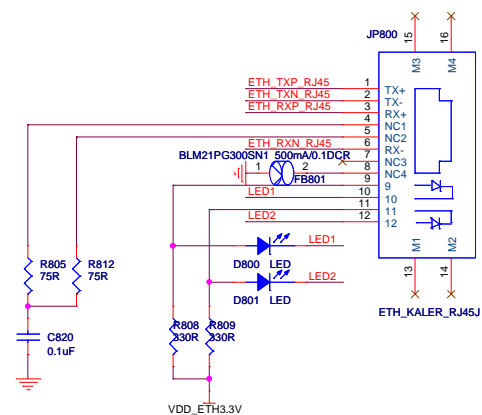 JP800
15
16
M3
M4
ETH_TXP_RJ45 1 TX+
ETH_TXN_RJ45 2 TX-
ETH_RXP_RJ45 3 RX+
4 NC1
5 NC2
ETH_RXN_RJ45 6 RX-
BLM21PG300SN1 500mA/0.1DCR 7 NC3
1 2 8 NC4
FB801 9 9
LED1 10 10
11 11
LED2 12 12
M1
M2
LED1
D800 LED
13
14
R805
75R
R812
75R
LED2
D801 LED
ETH_KALER_RJ45J
R808
330R
R809
330R
C820
0.1uF
VDD_ETH3.3V